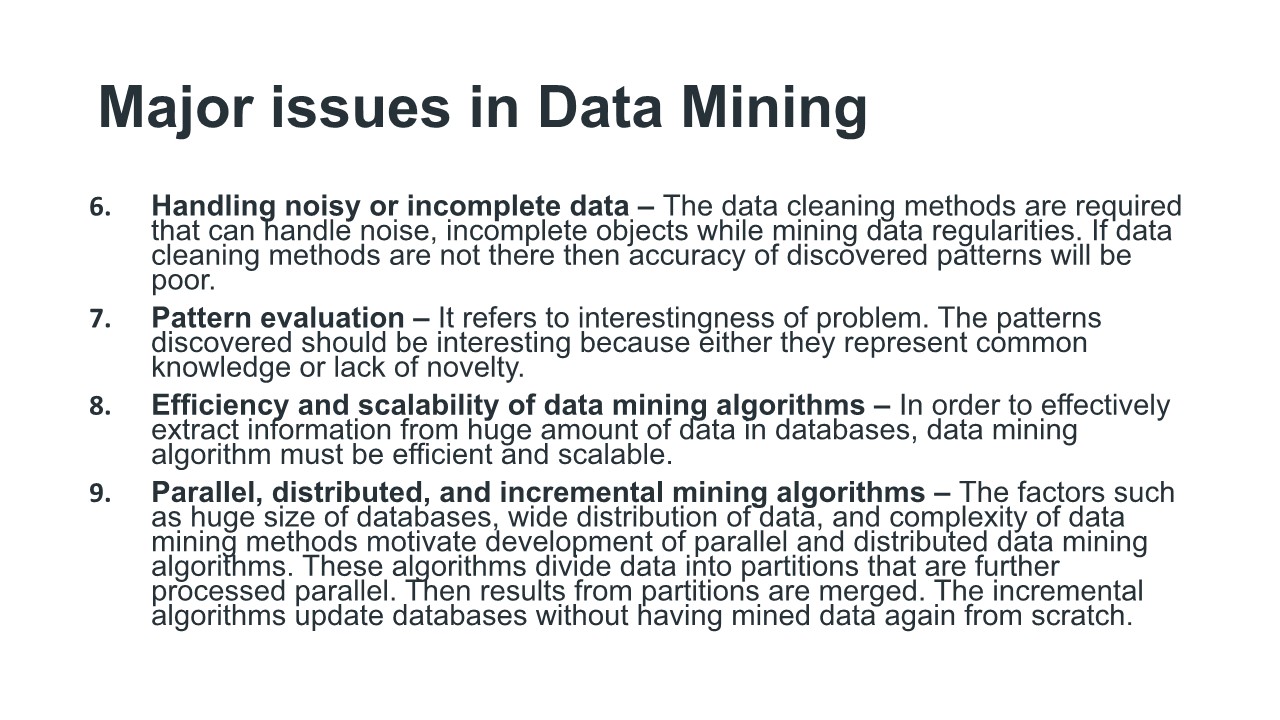 Major issues in Data Mining
6. Handling noisy or incomplete data – The data cleaning methods are required
that can handle noise, incomplete objects while mining data regularities. If data
cleaning methods are not there then accuracy of discovered patterns will be
poor.
7. Pattern evaluation – It refers to interestingness of problem. The patterns
discovered should be interesting because either they represent common
knowledge or lack of novelty.
8. Efficiency and scalability of data mining algorithms – In order to effectively
extract information from huge amount of data in databases, data mining
algorithm must be efficient and scalable.
9. Parallel, distributed, and incremental mining algorithms – The factors such
as huge size of databases, wide distribution of data, and complexity of data
mining methods motivate development of parallel and distributed data mining
algorithms. These algorithms divide data into partitions that are further
processed parallel. Then results from partitions are merged. The incremental
algorithms update databases without having mined data again from scratch.